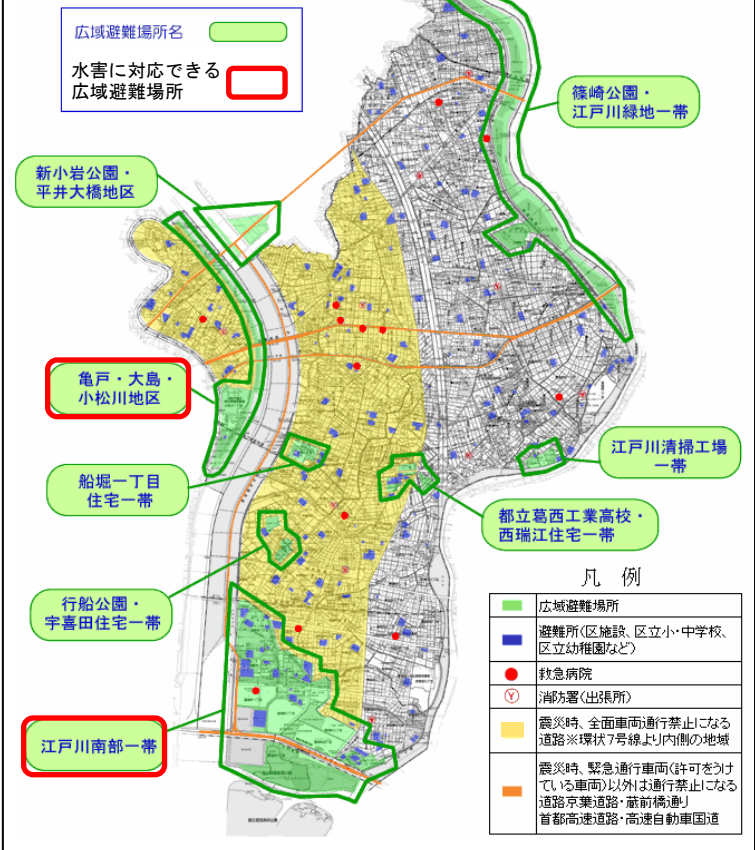 広域避難場所名
水害に対応できる
広域避難場所
篠崎公園・
江戸川緑地一帯
新小岩公園・
平井大橋地区
亀戸・大島・
小松川地区
船堀一丁目
住宅一帯
江戸川清掃工場
一帯
都立葛西工業高校・
西瑞江住宅一帯
行船公園・
宇喜田住宅一帯
江戸川南部一帯
凡 例
広域避難場所
避難所(区施設、区立小・中学校、
区立幼稚園など)
救急病院
Y
消防署(出張所)
震災時、全面車両通行禁止になる
道路※環状7号線より内側の地域
震災時、緊急通行車両(許可をうけ
ている車両)以外は通行禁止になる
道路京葉道路・蔵前橋通り
首都高速道路・高速自動車国道